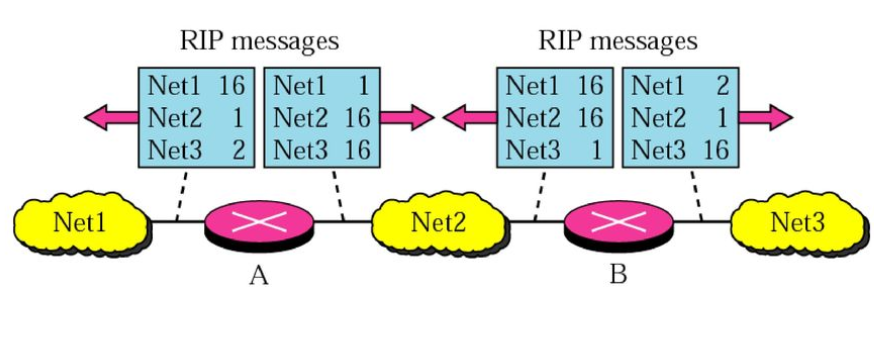 RIP messages
RIP messages
Net1 16
Net2 1
Net3 2
Net1 1
Net2 16
Net3 16
Net1 16
Net2 16
Net3 1
Net1 2
Net2 1
Net3 16
Net1
Net2
Net3
A
B